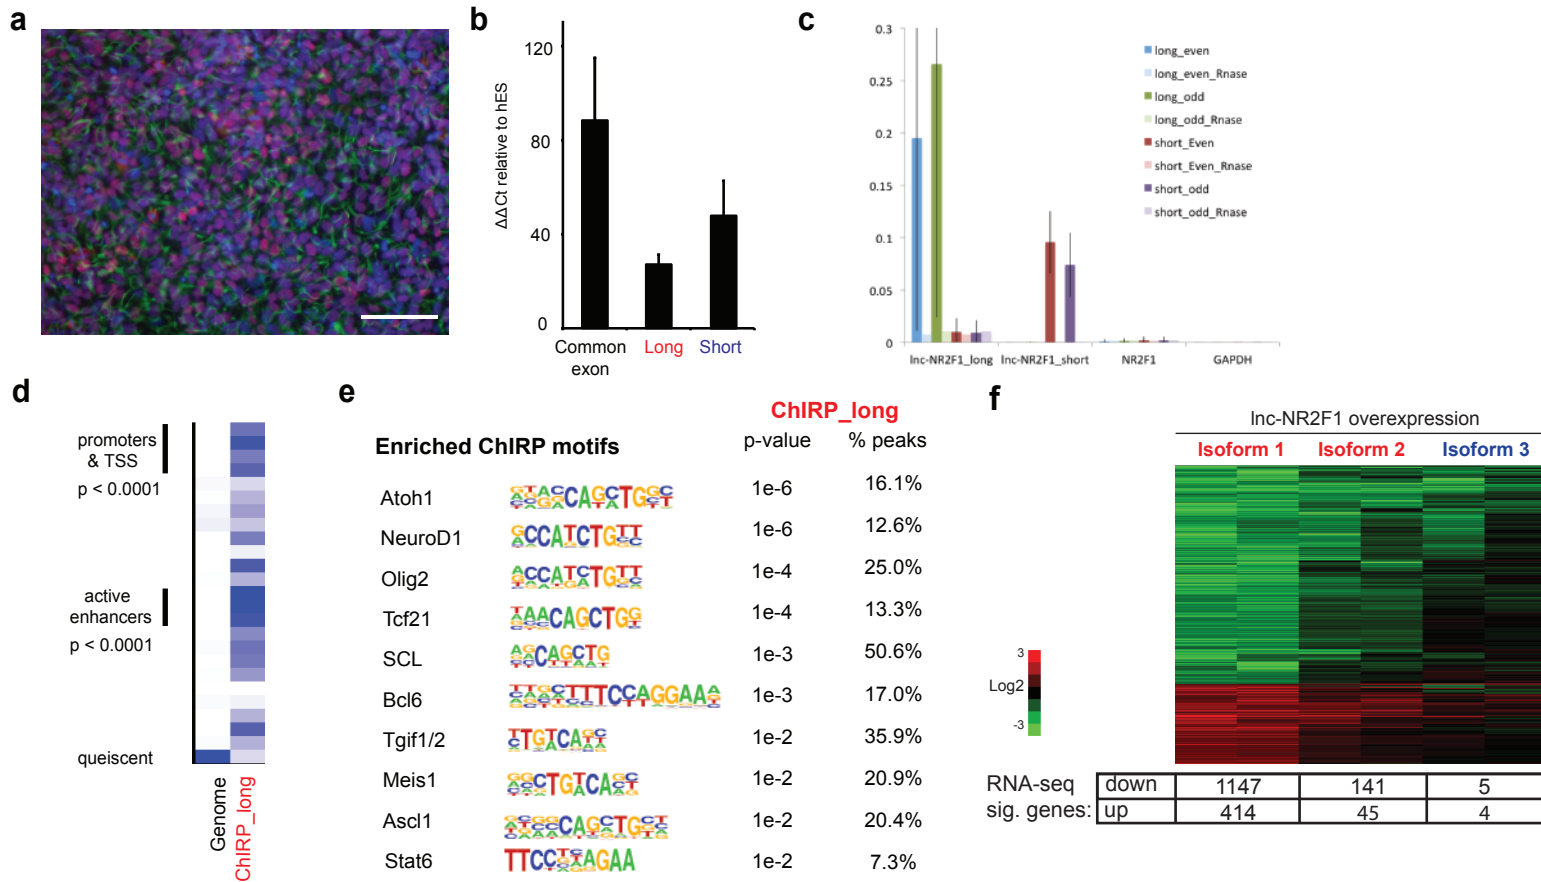 a
b
120
80
40
0
ΔΔCt relative to hES
Common
exon
Long
Short
c
0.3
0.25
0.2
0.15
0.1
0.05
0
lnc-NR2F1_long
lnc-NR2F1_short
NR2F1
GAPDH
long_even
long_even_Rnase
long_odd
long_odd_Rnase
short_Even
short_Even_Rnase
short_odd
short_odd_Rnase
d
promoters
& TSS
p < 0.0001
active
enhancers
p < 0.0001
queiscent
Genome
ChIRP_long
e
ChIRP_long
Enriched ChIRP motifs
p-value
% peaks
Atoh1
1e-6
16.1%
NeuroD1
1e-6
12.6%
Olig2
1e-4
25.0%
Tcf21
1e-4
13.3%
SCL
1e-3
50.6%
Bcl6
1e-3
17.0%
Tgif1/2
1e-2
35.9%
Meis1
1e-2
20.9%
Ascl1
1e-2
20.4%
Stat6
1e-2
7.3%
f
lnc-NR2F1 overexpression
Isoform 1
Isoform 2
Isoform 3
3
Log2
-3
RNA-seq
sig. genes:
down
1147
141
5
up
414
45
4